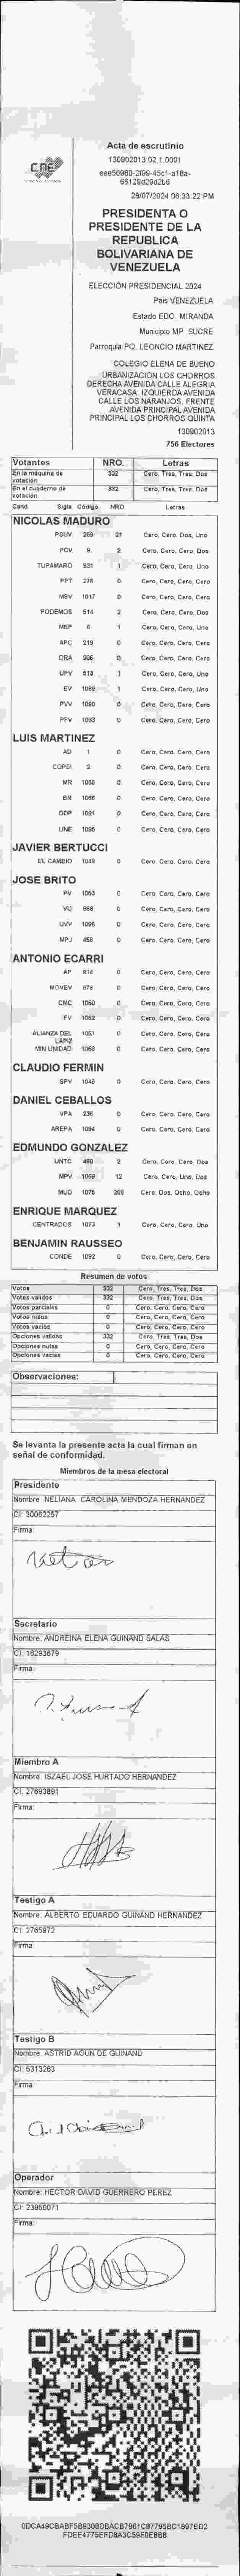 CNE
Acta de escrutinio
130902013.02.1.0001
28/07/2024 06:33:22 PM
PRESIDENTA O
PRESIDENTE DE LA
REPUBLICA
BOLIVARIANA DE
VENEZUELA
ELECCIÓN PRESIDENCIAL 2024
Pais VENEZUELA
Estado EDO. MIRANDA
Municipio MP. SUCRE
Parroquia PQ. LEONCIO MARTINEZ
COLEGIO ELENA DE BUENO
URBANIZACION LOS CHORROS
DERECHA AVENIDA CALLE ALEGRIA
VERACASA. IZQUIERDA AVENIDA
CALLE LOS NARANJOS. FRENTE
AVENIDA PRINCIPAL AVENIDA
PRINCIPAL LOS CHORROS QUINTA
130902013
756 Electores
Votantes NRO. Letras
En la máquina de votación 332 Cero, Tres, Tres, Dos
En el cuaderno de votación 332 Cero, Tres, Tres, Dos
Cand. Sigla Código NRO. Letras
NICOLAS MADURO
PSUV 269 21 Cero, Cero, Dos, Uno
PCV 9 2 Cero, Cero, Cero, Dos
TUPAMARO 931 1 Cero, Cero, Cero, Uno
PPT 276 0 Cero, Cero, Cero, Cero
MSV 1017 0 Cero, Cero, Cero, Cero
PODEMOS 514 2 Cero, Cero, Cero, Dos
MEP 6 1 Cero, Cero, Cero, Uno
APC 219 0 Cero, Cero, Cero, Cero
ORA 906 0 Cero, Cero, Cero, Cero
UPV 613 1 Cero, Cero, Cero, Uno
EV 1089 1 Cero, Cero, Cero, Uno
PVV 1090 0 Cero, Cero, Cero, Cero
PFV 1093 0 Cero, Cero, Cero, Cero
LUIS MARTINEZ
AD 1 0 Cero, Cero, Cero, Cero
COPEI 2 0 Cero, Cero, Cero, Cero
MR 1065 0 Cero, Cero, Cero, Cero
BR 1066 0 Cero, Cero, Cero, Cero
DDP 1091 0 Cero, Cero, Cero, Cero
UNE 1095 0 Cero, Cero, Cero, Cero
JAVIER BERTUCCI
EL CAMBIO 1048 0 Cero, Cero, Cero, Cero
JOSE BRITO
PV 1053 0 Cero, Cero, Cero, Cero
VU 968 0 Cero, Cero, Cero, Cero
UVV 1096 0 Cero, Cero, Cero, Cero
MPJ 458 0 Cero, Cero, Cero, Cero
ANTONIO ECARRI
AP 814 0 Cero, Cero, Cero, Cero
MOVEV 878 0 Cero, Cero, Cero, Cero
CMC 1050 0 Cero, Cero, Cero, Cero
FV 1052 0 Cero, Cero, Cero, Cero
ALIANZA DEL LAPIZ 1051 0 Cero, Cero, Cero, Cero
MIN UNIDAD 1068 0 Cero, Cero, Cero, Cero
CLAUDIO FERMIN
SPV 1049 0 Cero, Cero, Cero, Cero
DANIEL CEBALLOS
VPA 236 0 Cero, Cero, Cero, Cero
AREPA 1094 0 Cero, Cero, Cero, Cero
EDMUNDO GONZALEZ
UNTC 480 2 Cero, Cero, Cero, Dos
MPV 1069 12 Cero, Cero, Uno, Dos
MUD 1075 288 Cero, Dos, Ocho, Ocho
ENRIQUE MARQUEZ
CENTRADOS 1073 1 Cero, Cero, Cero, Uno
BENJAMIN RAUSSEO
CONDE 1092 0 Cero, Cero, Cero, Cero
Resumen de votos
Votos 332 Cero, Tres, Tres, Dos
Votos validos 332 Cero, Tres, Tres, Dos
Votos parciales 0 Cero, Cero, Cero, Cero
Votos nulos 0 Cero, Cero, Cero, Cero
Votos vacios 0 Cero, Cero, Cero, Cero
Opciones validas 332 Cero, Tres, Tres, Dos
Opciones nulas 0 Cero, Cero, Cero, Cero
Opciones vacias 0 Cero, Cero, Cero, Cero
Observaciones:
Se levanta la presente acta la cual firman en
señal de conformidad.
Miembros de la mesa electoral
Presidente
Nombre: NELIANA CAROLINA MENDOZA HERNANDEZ
CI: 30062257
Firma:
Secretario
Nombre: ANDREINA ELENA GUINAND SALAS
CI: 16283679
Firma:
Miembro A
Nombre: ISZAEL JOSE HURTADO HERNANDEZ
CI: 27693891
Firma:
Testigo A
Nombre: ALBERTO EDUARDO GUINAND HERNANDEZ
CI: 2765972
Firma:
Testigo B
Nombre: ASTRID AOUN DE GUINAND
CI: 5313263
Firma:
Operador
Nombre: HECTOR DAVID GUERRERO PEREZ
CI: 23950071
Firma: